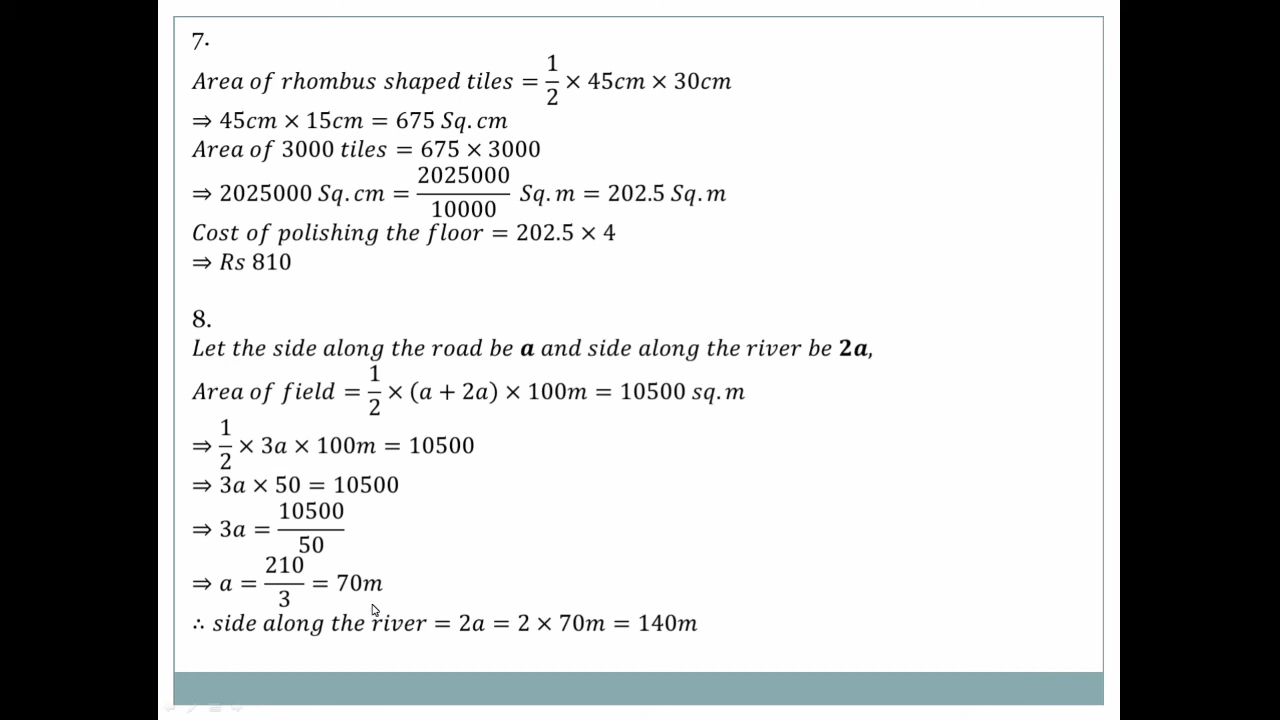 7.
Area of rhombus shaped tiles = 1/2 × 45cm × 30cm
⇒ 45cm × 15cm = 675 Sq.cm
Area of 3000 tiles = 675 × 3000
⇒ 2025000 Sq.cm = 2025000/10000 Sq.m = 202.5 Sq.m
Cost of polishing the floor = 202.5 × 4
⇒ Rs 810
8.
Let the side along the road be a and side along the river be 2a,
Area of field = 1/2 × (a + 2a) × 100m = 10500 sq.m
⇒ 1/2 × 3a × 100m = 10500
⇒ 3a × 50 = 10500
⇒ 3a = 10500/50
⇒ a = 210/3 = 70m
∴ side along the river = 2a = 2 × 70m = 140m